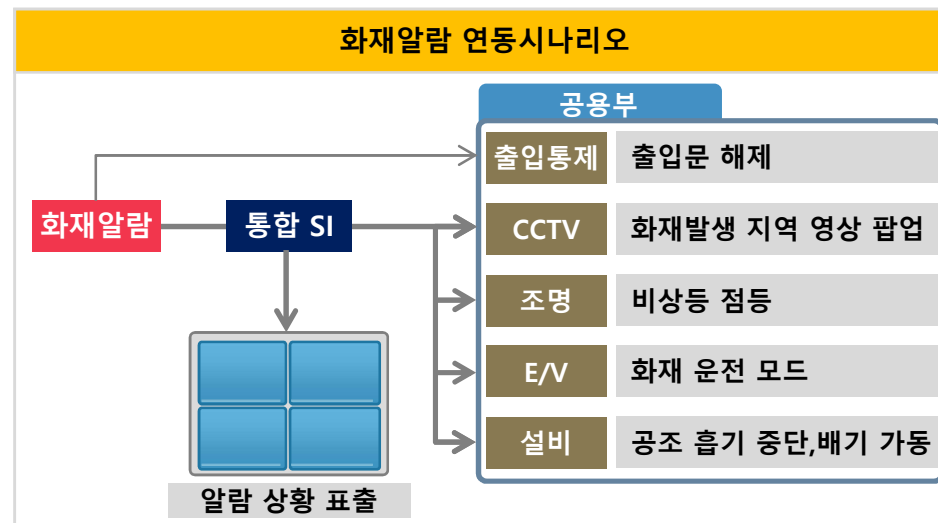 화재알람 연동시나리오
공용부
출입통제 출입문 해제
화재알람 통합 SI CCTV 화재발생 지역 영상 팝업
조명 비상등 점등
E/V 화재 운전 모드
설비 공조 흡기 중단,배기 가동
알람 상황 표출